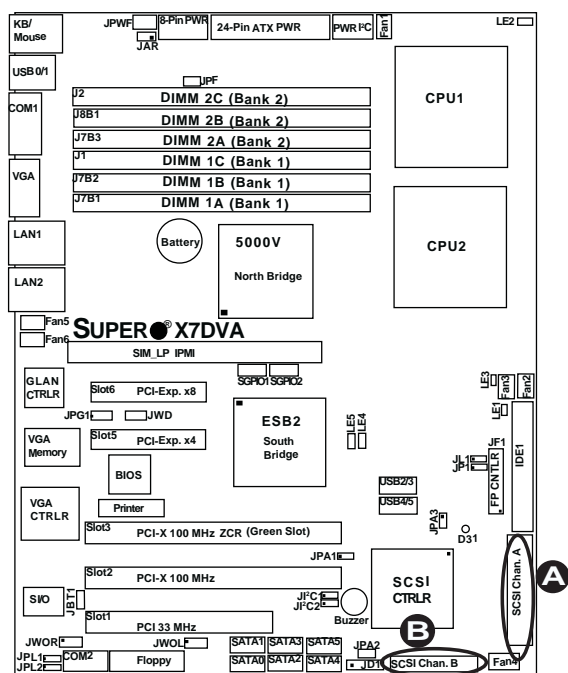 KB/
Mouse
JPWF
8-Pin PWR
24-Pin ATX PWR
PWR I²C
Fan1
LE2
JAR
USB 0/1
JPF
COM1
J2 DIMM 2C (Bank 2)
J8B1 DIMM 2B (Bank 2)
J7B3 DIMM 2A (Bank 2)
J1 DIMM 1C (Bank 1)
J7B2 DIMM 1B (Bank 1)
J7B1 DIMM 1A (Bank 1)
CPU1
VGA
LAN1
Battery
5000V
North Bridge
CPU2
LAN2
Fan5
Fan6
SUPER ® X7DVA
SIM_LP IPMI
GLAN
CTRLR
Slot6 PCI-Exp. x8
SGPIO1
SGPIO2
LE3
Fan3
Fan2
JPG1
JWD
ESB2
South
Bridge
LE1
LE5
LE4
VGA
Memory
Slot5 PCI-Exp. x4
JF1
JL1
JP1
FP CNTLR
IDE1
BIOS
USB2/3
USB4/5
VGA
CTRLR
Printer
JPA3
D31
Slot3 PCI-X 100 MHz ZCR (Green Slot)
JPA1
SCSI Chan. A
A
Slot2 PCI-X 100 MHz
SCSI
CTRLR
SI/O
JBT1
JI²C1
JI²C2
Buzzer
Slot1 PCI 33 MHz
B
JWOR
JWOL
SATA1
SATA3
SATA5
JPA2
JPL1
JPL2
COM2
Floppy
SATA0
SATA2
SATA4
JD1
SCSI Chan. B
Fan4